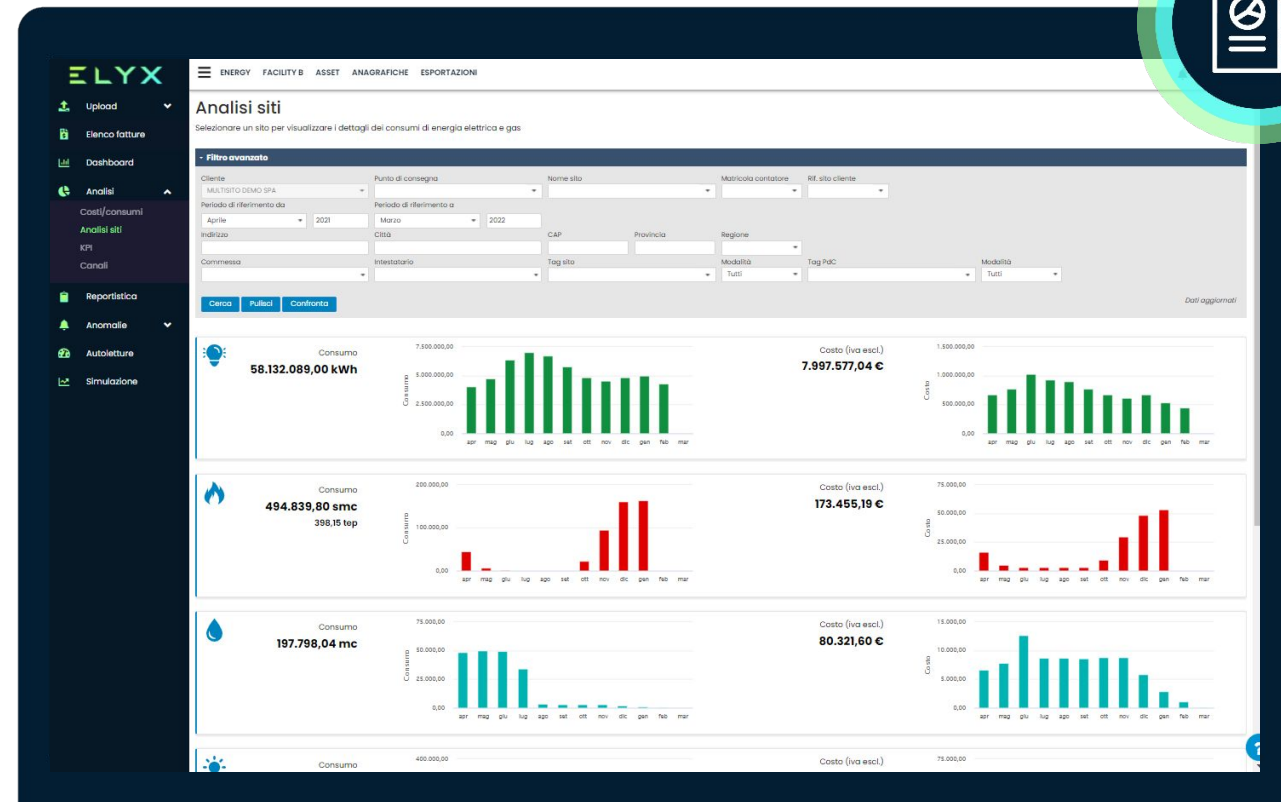 ELYX
ENERGY FACILITY B ASSET ANAGRAFICHE ESPORTAZIONI
Upload
Elenco fatture
Dashboard
Analisi
Costi/consumi
Analisi siti
KPI
Canali
Reportistica
Anomalie
Autoletture
Simulazione
Analisi siti
Selezionare un sito per visualizzare i dettagli dei consumi di energia elettrica e gas
- Filtro avanzato
Cliente Punto di consegna Nome sito Matricola contatore Rif. sito cliente
MULTISITO DEMO SPA
Periodo di riferimento da Periodo di riferimento a
Aprile 2021 Marzo 2022
Indirizzo Città CAP Provincia Regione
Commessa Intestatario Tag sito Modalità Tag PdC Modalità
Tutti Tutti
Cerca Pulisci Confronta
Dati aggiornati
Consumo
58.132.089,00 kWh
7.500.000,00
5.000.000,00
2.500.000,00
0,00
Consumo
apr mag giu lug ago set ott nov dic gen feb mar
Costo (iva escl.)
7.997.577,04 €
1.500.000,00
1.000.000,00
500.000,00
0,00
Costo
apr mag giu lug ago set ott nov dic gen feb mar
Consumo
494.839,80 smc
398,15 tep
200.000,00
100.000,00
0,00
Consumo
apr mag giu lug ago set ott nov dic gen feb mar
Costo (iva escl.)
173.455,19 €
75.000,00
50.000,00
25.000,00
0,00
Costo
apr mag giu lug ago set ott nov dic gen feb mar
Consumo
197.798,04 mc
75.000,00
50.000,00
25.000,00
0,00
Consumo
apr mag giu lug ago set ott nov dic gen feb mar
Costo (iva escl.)
80.321,60 €
15.000,00
10.000,00
5.000,00
0,00
Costo
apr mag giu lug ago set ott nov dic gen feb mar
Consumo
400.000,00
Costo (iva escl.)
75.000,00
?